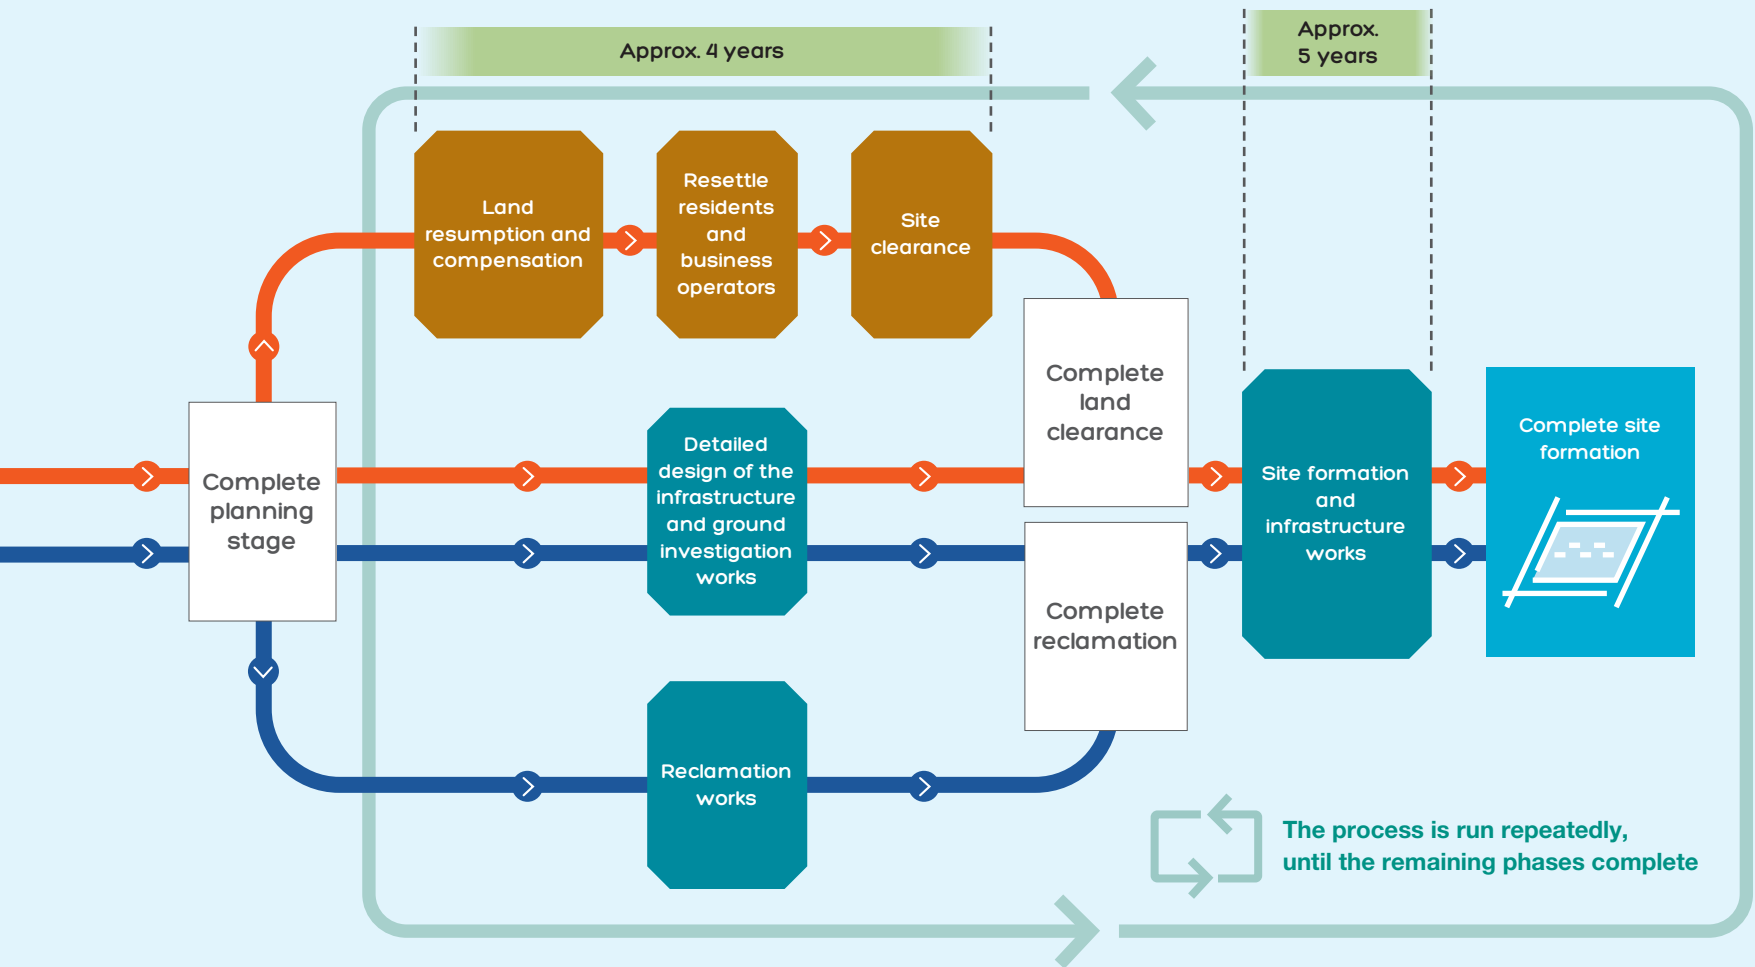 Approx. 4 years
Approx.
5 years
Land
resumption and
compensation
Resettle
residents
and
business
operators
Site
clearance
Complete
planning
stage
Detailed
design of the
infrastructure
and ground
investigation
works
Complete
land
clearance
Complete
reclamation
Site formation
and
infrastructure
works
Complete site
formation
Reclamation
works
The process is run repeatedly,
until the remaining phases complete